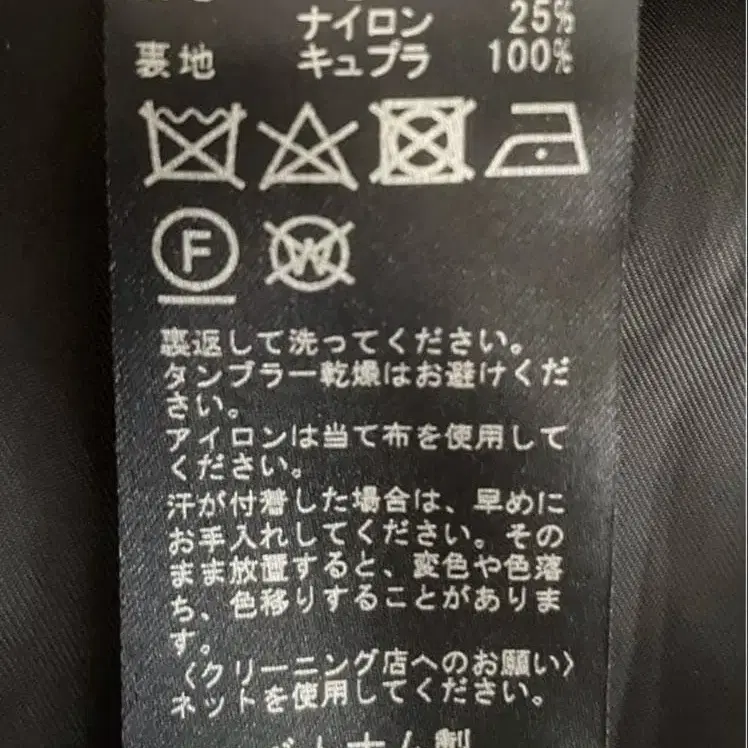 ナイロン 25%
裏地 キュプラ 100%
F
W
裏返して洗ってください。
タンブラー乾燥はお避けくだ
さい。
アイロンは当て布を使用して
ください。
汗が付着した場合は、早めに
お手入れしてください。その
まま放置すると、変色や色落
ち、色移りすることがありま
す。
〈クリーニング店へのお願い〉
ネットを使用してください。
ベトナム製